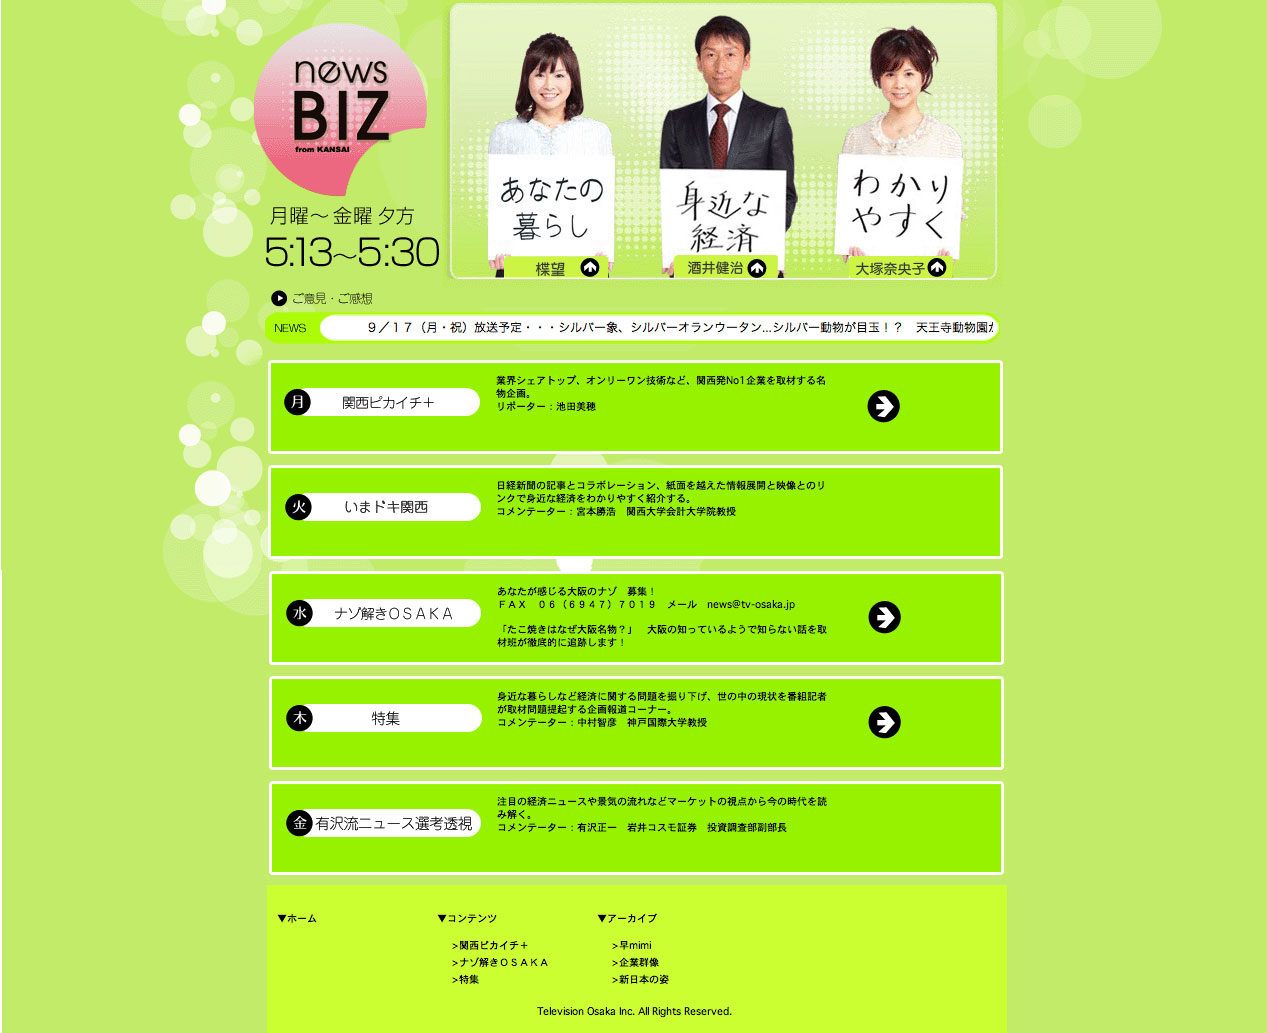 news
BIZ
from KANSAI
月曜〜金曜 夕方
5:13〜5:30
あなたの
暮らし
身近な
経済
わかり
やすく
楪望
酒井健治
大塚奈央子
ご意見・ご感想
NEWS
９／１７（月・祝）放送予定・・・シルバー象、シルバーオランウータン…シルバー動物が目玉！？　天王寺動物園が
月
関西ピカイチ＋
業界シェアトップ、オンリーワン技術など、関西発No1企業を取材する名
物企画。
リポーター：池田美穂
火
いまドキ関西
日経新聞の記事とコラボレーション、紙面を越えた情報展開と映像とのリ
ンクで身近な経済をわかりやすく紹介する。
コメンテーター：宮本勝浩　関西大学会計大学院教授
水
ナゾ解きＯＳＡＫＡ
あなたが感じる大阪のナゾ　募集！
ＦＡＸ　０６（６９４７）７０１９　メール　news@tv-osaka.jp
「たこ焼きはなぜ大阪名物？」　大阪の知っているようで知らない話を取
材班が徹底的に追跡します！
木
特集
身近な暮らしなど経済に関する問題を掘り下げ、世の中の現状を番組記者
が取材問題提起する企画報道コーナー。
コメンテーター：中村智彦　神戸国際大学教授
金
有沢流ニュース選考透視
注目の経済ニュースや景気の流れなどマーケットの視点から今の時代を読
み解く。
コメンテーター：有沢正一　岩井コスモ証券　投資調査部副部長
▼ホーム
▼コンテンツ
>関西ピカイチ＋
>ナゾ解きＯＳＡＫＡ
>特集
▼アーカイブ
>早mimi
>企業群像
>新日本の姿
Television Osaka Inc. All Rights Reserved.